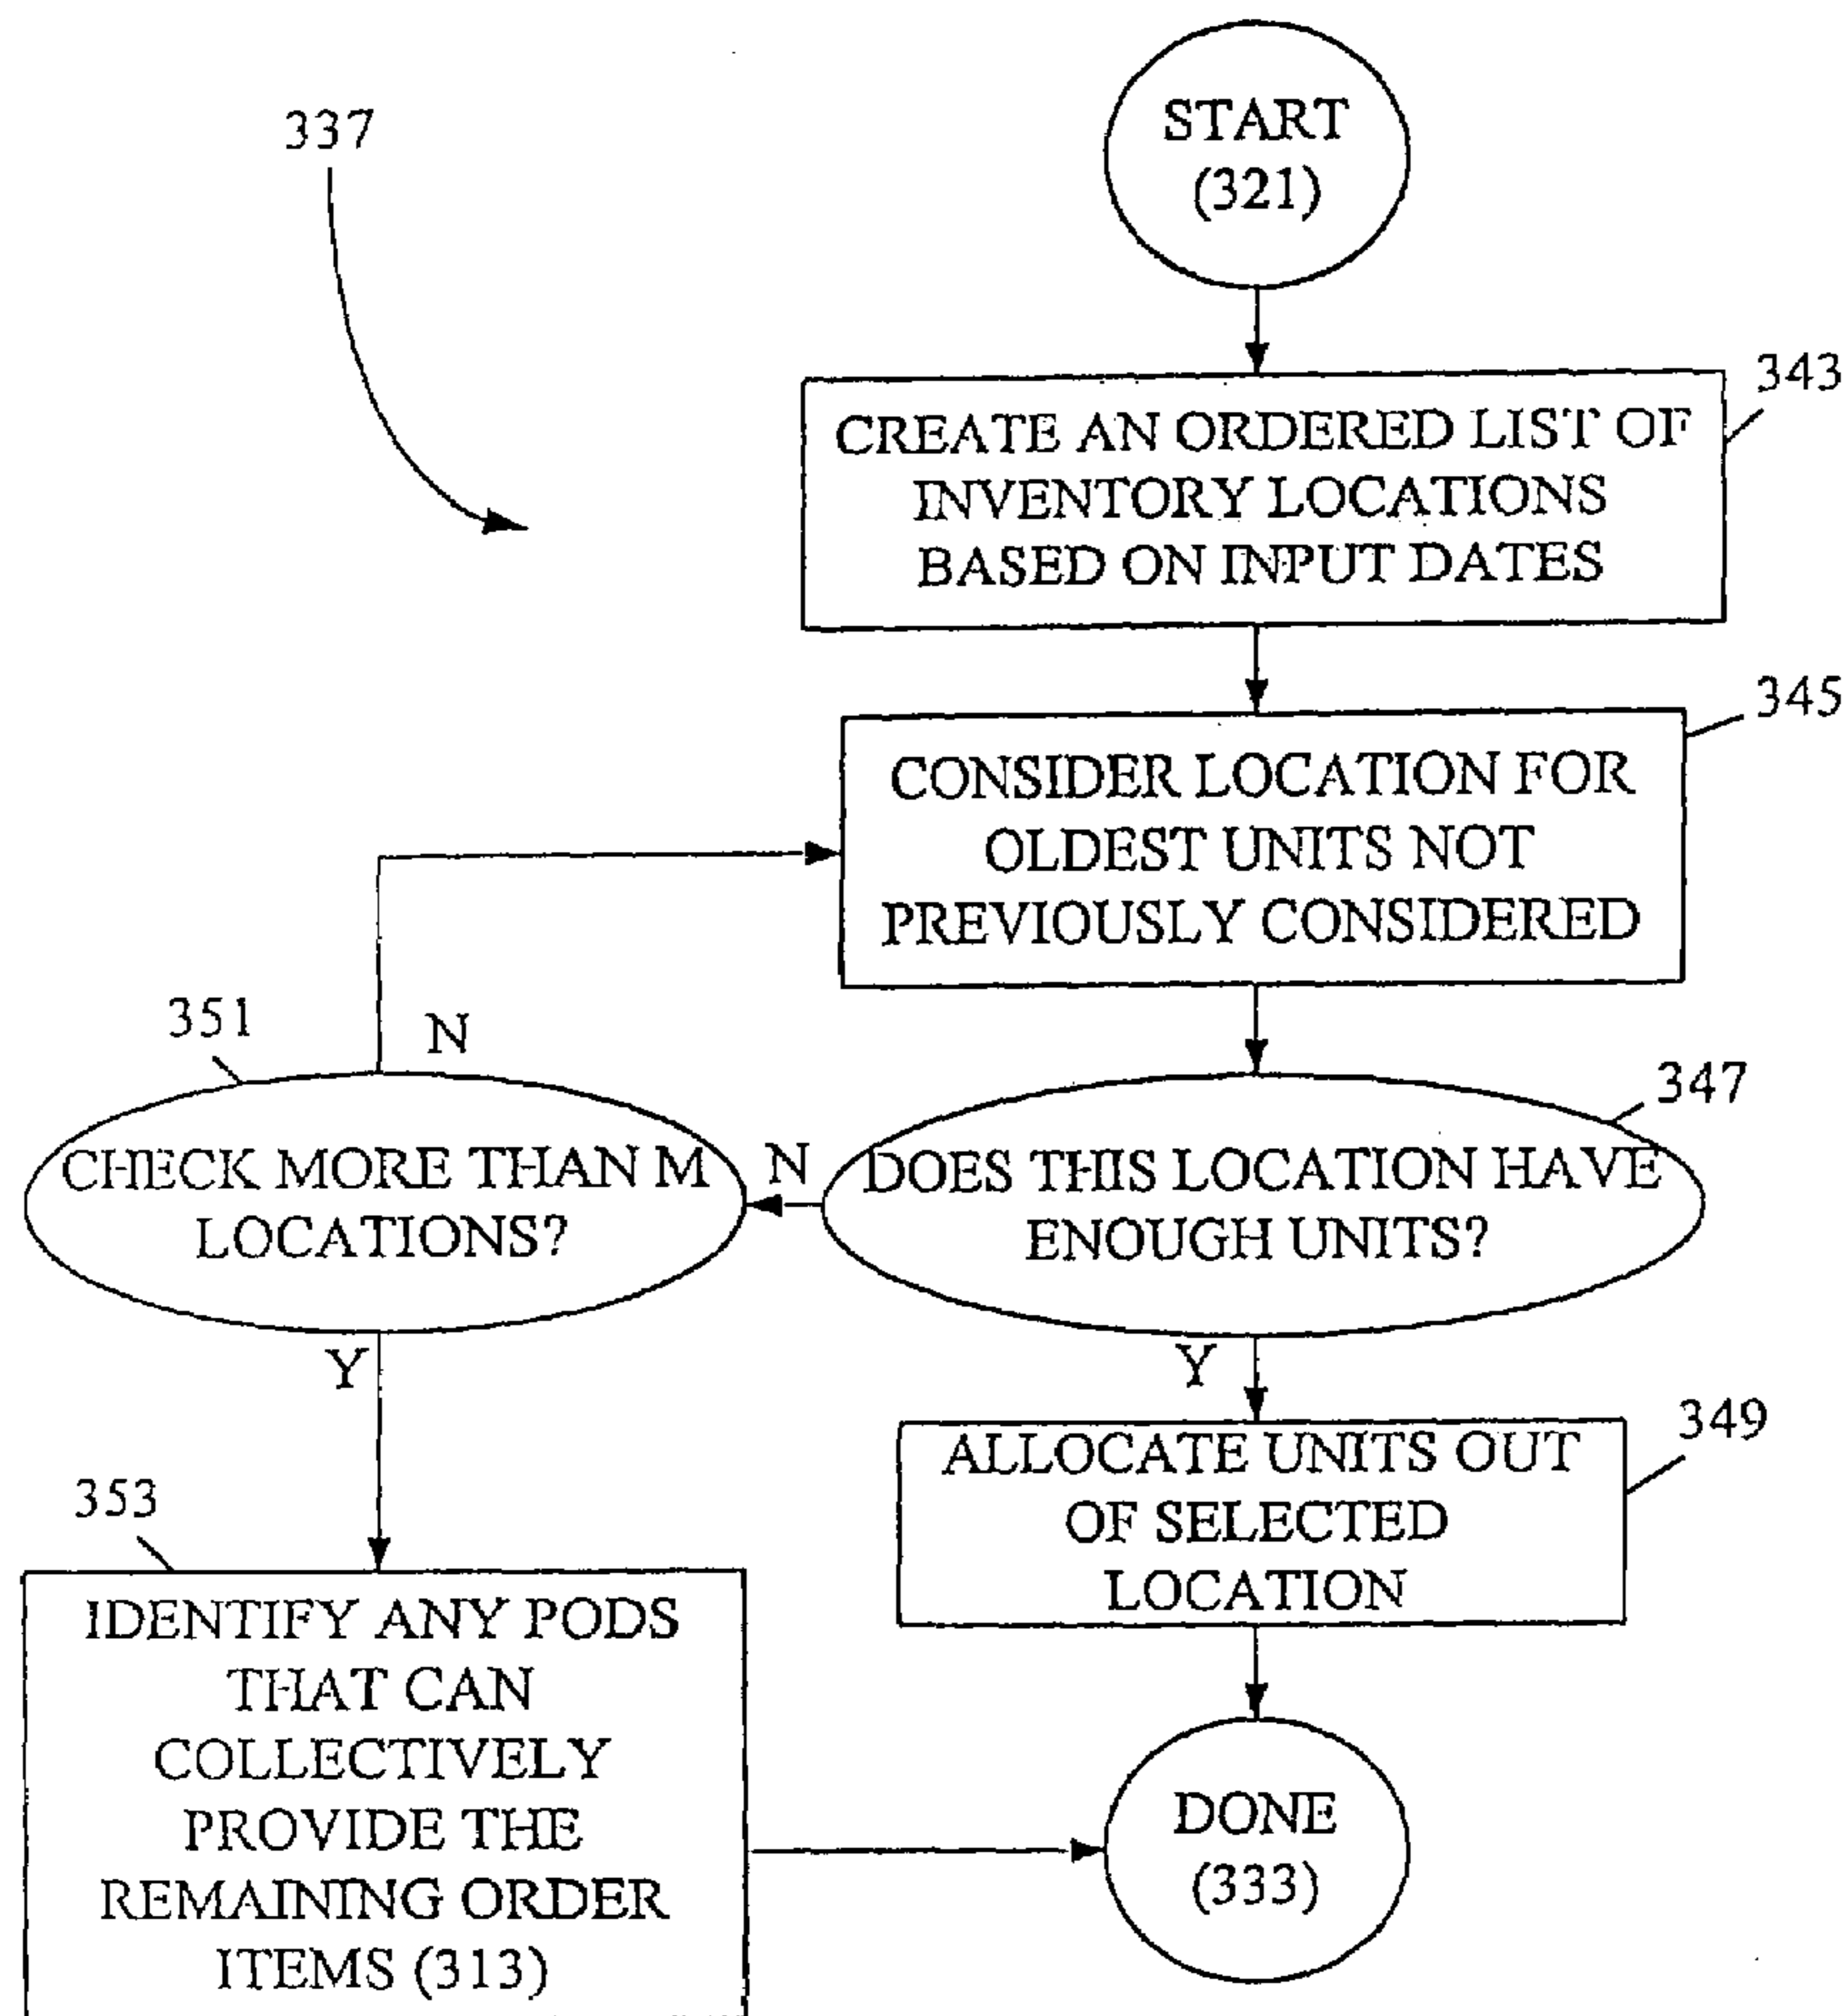 337
START
(321)
343
CREATE AN ORDERED LIST OF
INVENTORY LOCATIONS
BASED ON INPUT DATES
345
CONSIDER LOCATION FOR
OLDEST UNITS NOT
PREVIOUSLY CONSIDERED
351
N
347
CHECK MORE THAN M
LOCATIONS?
N
DOES THIS LOCATION HAVE
ENOUGH UNITS?
Y
Y
349
ALLOCATE UNITS OUT
OF SELECTED
LOCATION
353
IDENTIFY ANY PODS
THAT CAN
COLLECTIVELY
PROVIDE THE
REMAINING ORDER
ITEMS (313)
DONE
(333)